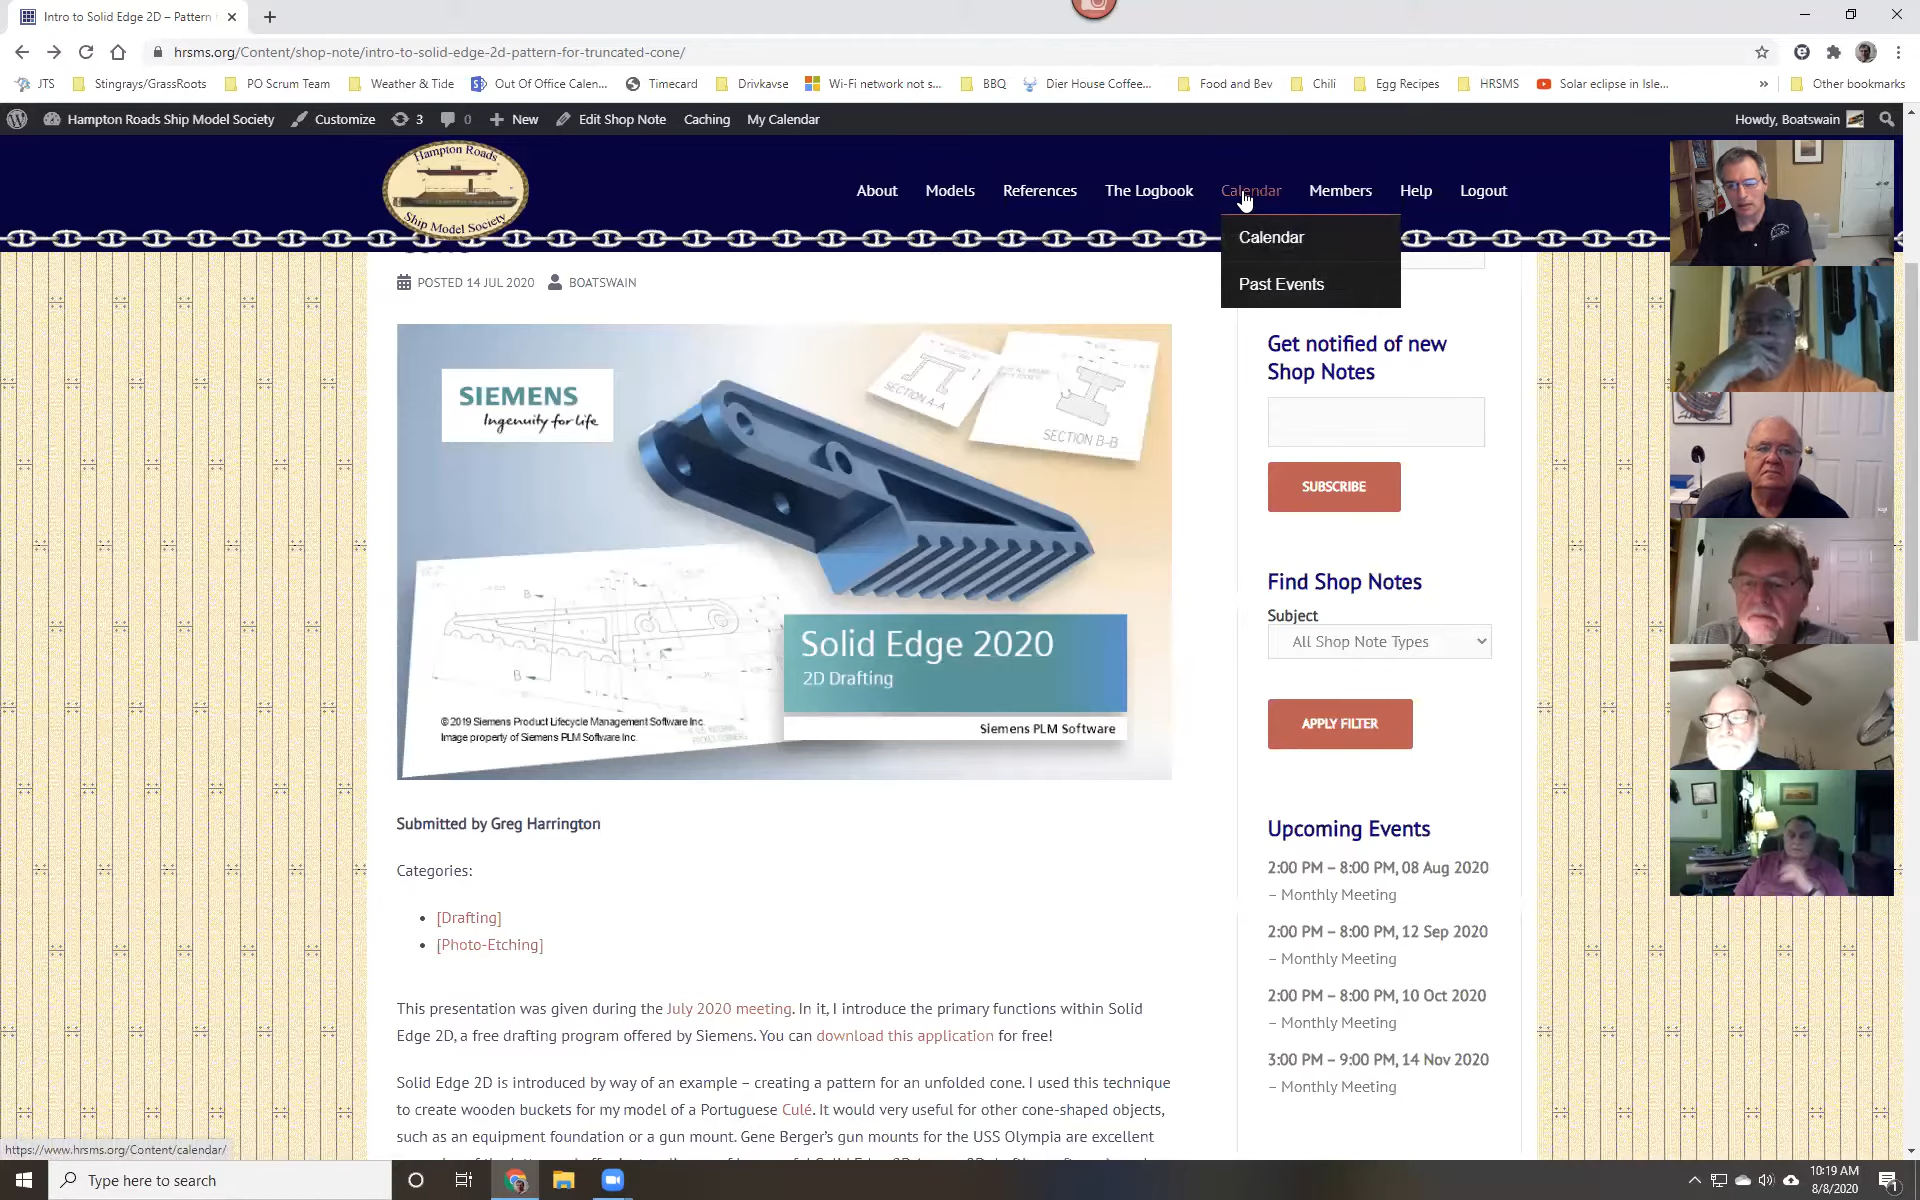 Intro to Solid Edge 2D – Pattern
hrsms.org/Content/shop-note/intro-to-solid-edge-2d-pattern-for-truncated-cone/
JTS Stingrays/GrassRoots PO Scrum Team Weather & Tide Out Of Office Calen... Timecard Drivkavse Wi-Fi network not s... BBQ Dier House Coffee... Food and Bev Chili Egg Recipes HRSMS Solar eclipse in Isle... » Other bookmarks
Hampton Roads Ship Model Society Customize 3 0 New Edit Shop Note Caching My Calendar Howdy, Boatswain
Hampton Roads
Ship Model Society
About Models References The Logbook Calendar Members Help Logout
Calendar
Past Events
POSTED 14 JUL 2020 BOATSWAIN
SIEMENS
Ingenuity for life
SECTION A-A
SECTION B-B
B
B
Solid Edge 2020
2D Drafting
Siemens PLM Software
© 2019 Siemens Product Lifecycle Management Software Inc.
Image property of Siemens PLM Software Inc.
Submitted by Greg Harrington
Categories:
[Drafting]
[Photo-Etching]
This presentation was given during the July 2020 meeting. In it, I introduce the primary functions within Solid
Edge 2D, a free drafting program offered by Siemens. You can download this application for free!
Solid Edge 2D is introduced by way of an example – creating a pattern for an unfolded cone. I used this technique
to create wooden buckets for my model of a Portuguese Culé. It would very useful for other cone-shaped objects,
such as an equipment foundation or a gun mount. Gene Berger's gun mounts for the USS Olympia are excellent
Get notified of new
Shop Notes
SUBSCRIBE
Find Shop Notes
Subject
All Shop Note Types
APPLY FILTER
Upcoming Events
2:00 PM – 8:00 PM, 08 Aug 2020
– Monthly Meeting
2:00 PM – 8:00 PM, 12 Sep 2020
– Monthly Meeting
2:00 PM – 8:00 PM, 10 Oct 2020
– Monthly Meeting
3:00 PM – 9:00 PM, 14 Nov 2020
– Monthly Meeting
https://www.hrsms.org/Content/calendar/
Type here to search
10:19 AM
8/8/2020
1